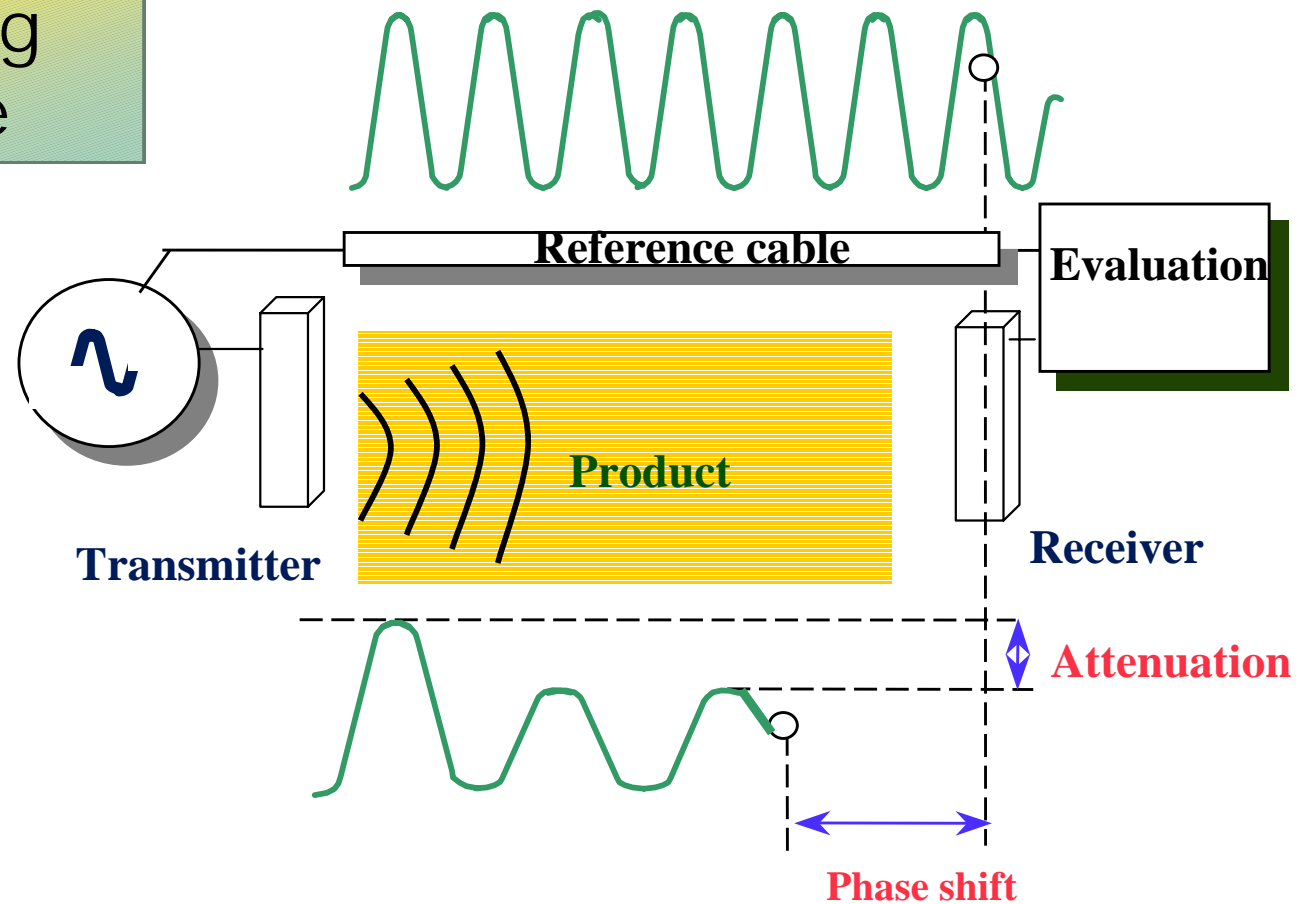 Reference cable
Evaluation
Product
Transmitter
Receiver
Attenuation
Phase shift